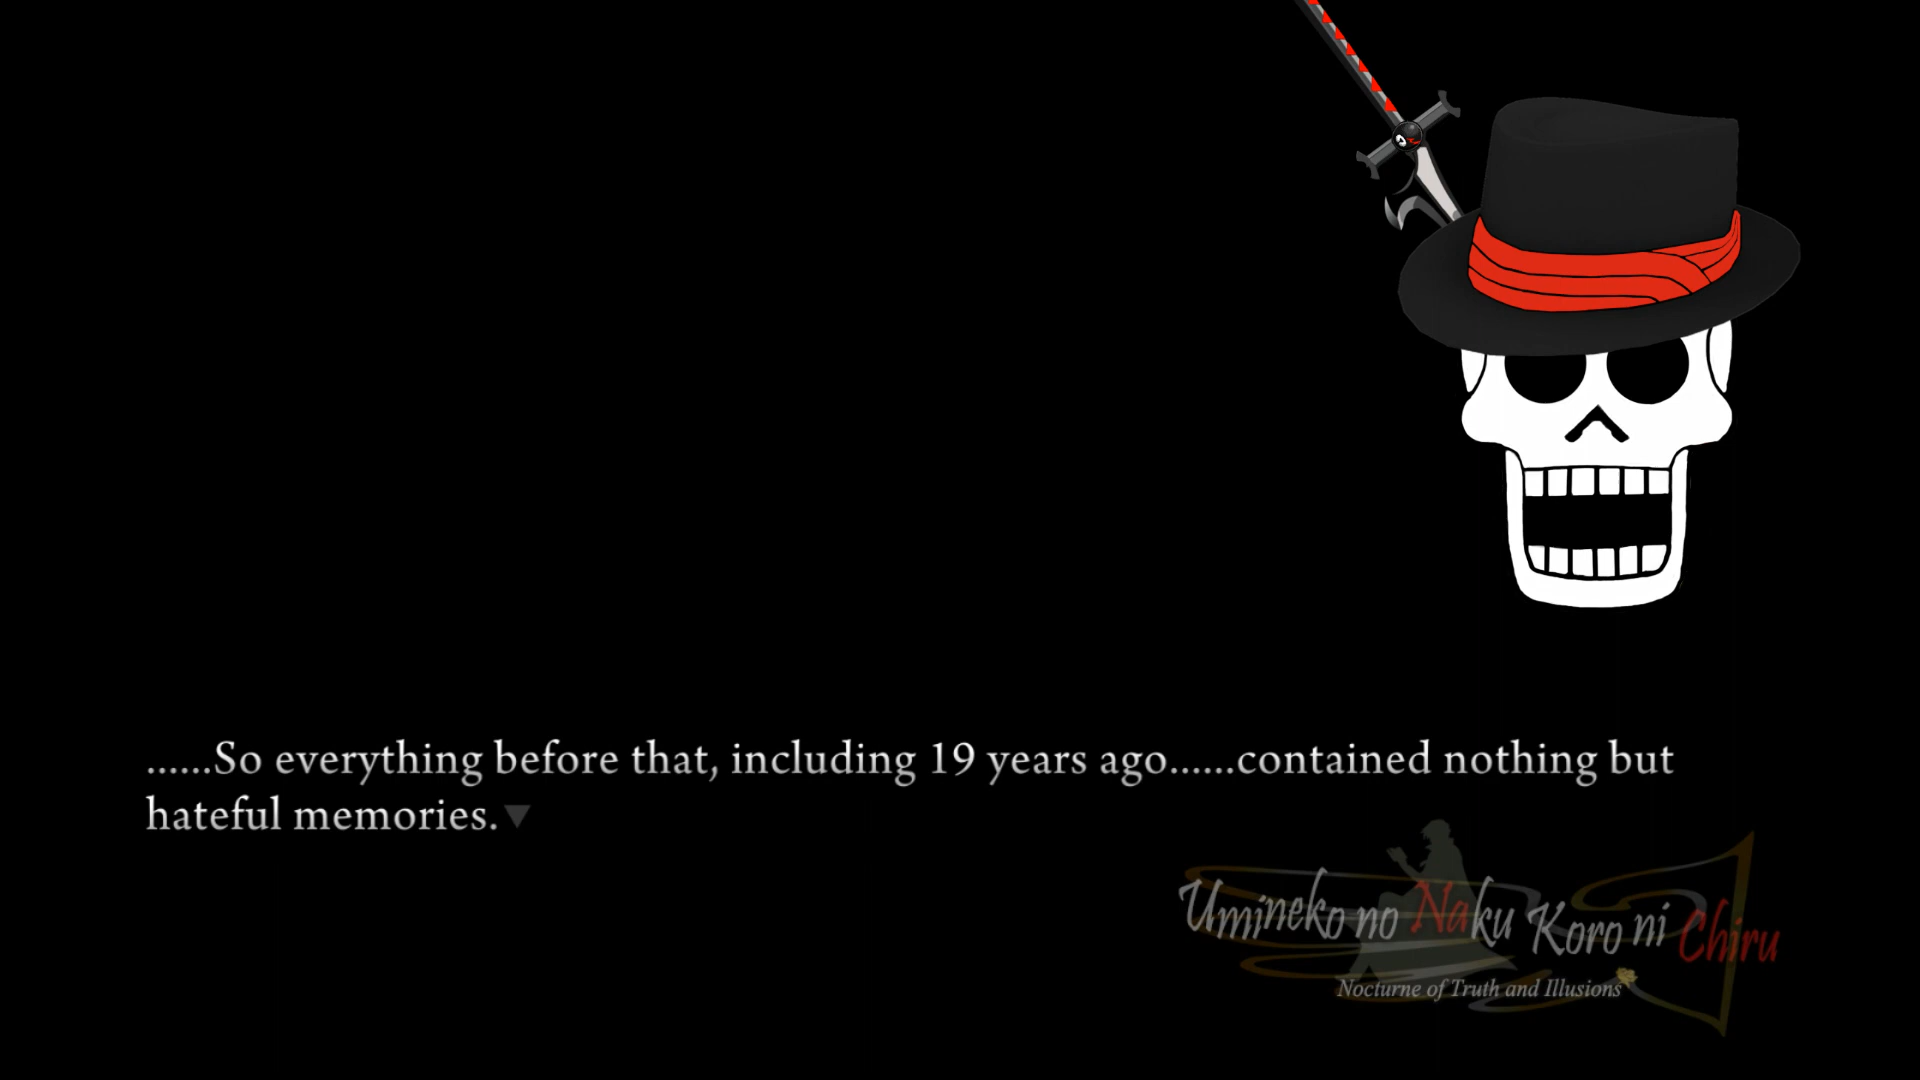 ......So everything before that, including 19 years ago......contained nothing but
hateful memories.
Umineko no Naku Koro ni Chiru
Nocturne of Truth and Illusions